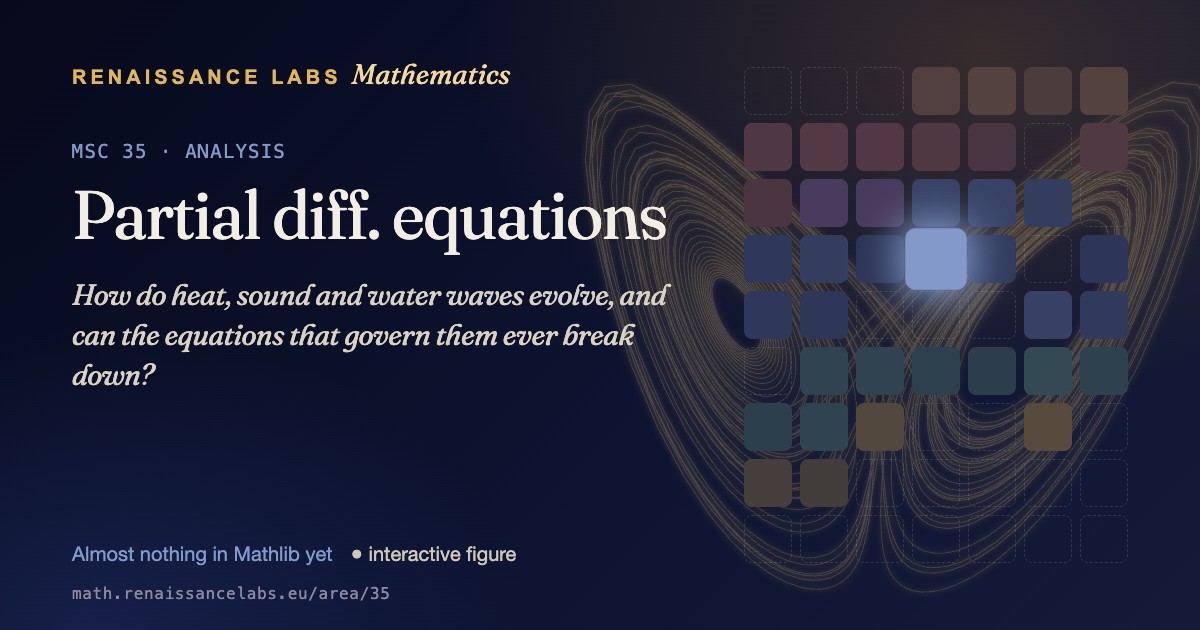 RENAISSANCE LABS Mathematics
MSC 35 · ANALYSIS
Partial diff. equations
How do heat, sound and water waves evolve, and
can the equations that govern them ever break
down?
Almost nothing in Mathlib yet ● interactive figure
math.renaissancelabs.eu/area/35